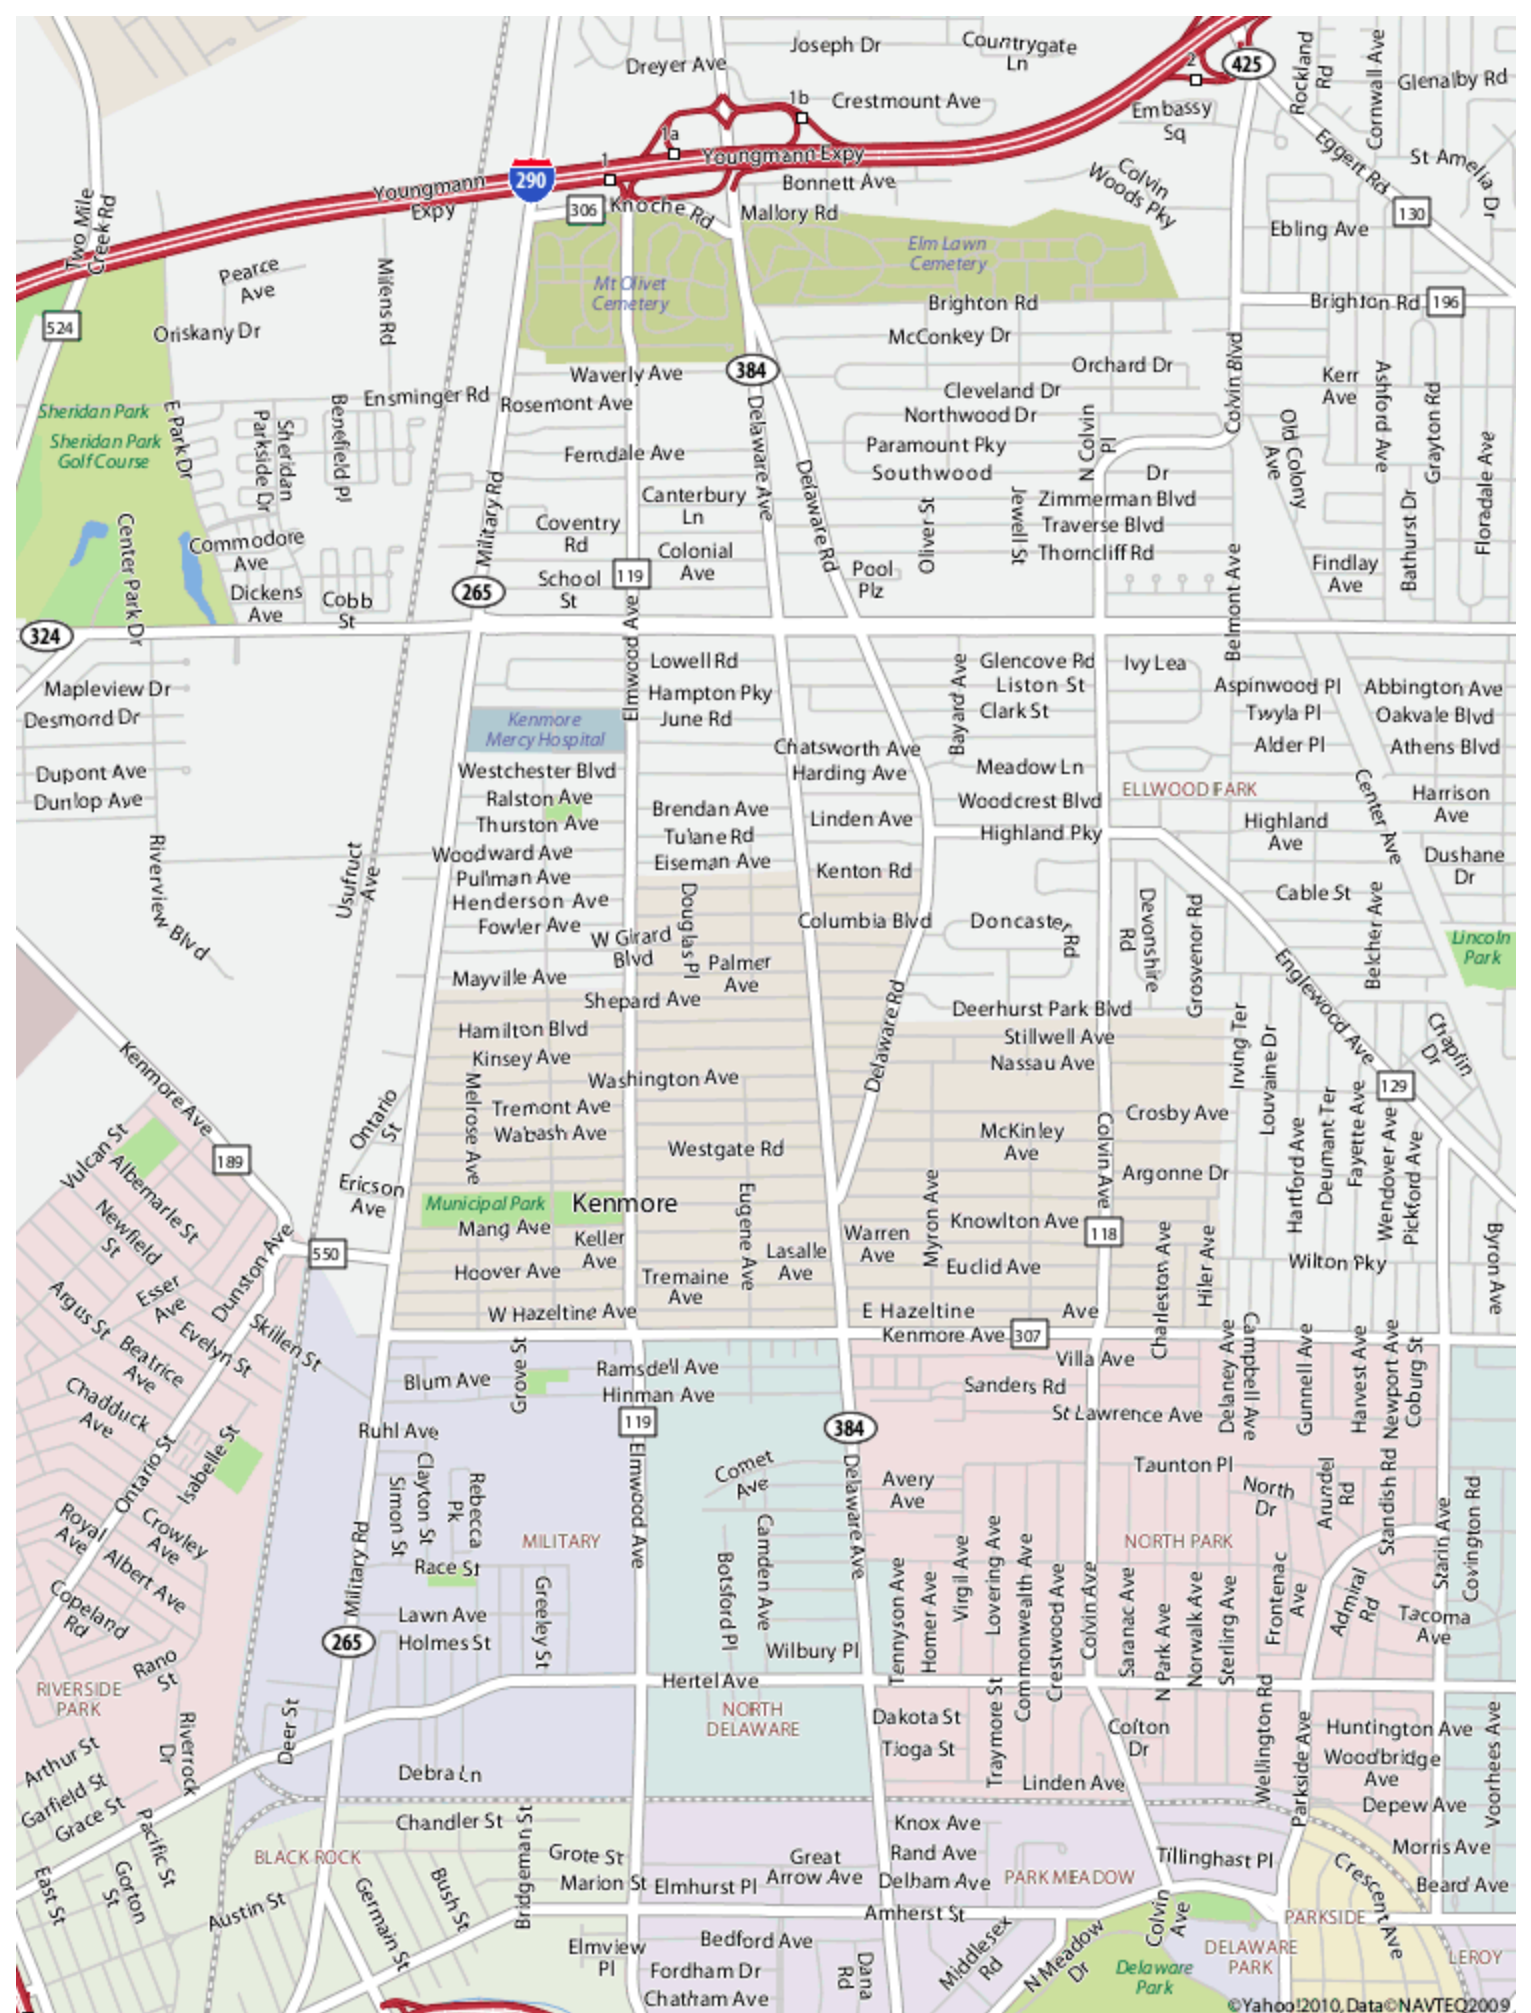 Joseph Dr
Countrygate
Ln
Dreyer Ave
2
425
Rockland
Rd
Cornwall Ave
Glenalby Rd
1b
Crestmount Ave
Embassy
Sq
1a
Youngmann Expy
1
Eggert Rd
St Amelia Dr
290
Youngmann
Expy
Bonnett Ave
Colvin
Woods Pky
306
Knoche Rd
Mallory Rd
130
Two Mile
Creek Rd
Ebling Ave
Elm Lawn
Cemetery
Pearce
Ave
Milens Rd
Mt Olivet
Cemetery
Brighton Rd
Brighton Rd
196
524
Oriskany Dr
McConkey Dr
Orchard Dr
Colvin Blvd
Waverly Ave
384
Kerr
Ave
Ashford Ave
Grayton Rd
Ensminger Rd
Rosemont Ave
Cleveland Dr
Sheridan Park
Sheridan Park
Golf Course
E Park Dr
Sheridan
Parkside Dr
Benefield Pl
Delaware Ave
Northwood Dr
N Colvin
Pl
Old Colony
Ave
Floradale Ave
Ferndale Ave
Paramount Pky
Southwood
Dr
Military Rd
Delaware Rd
Canterbury
Ln
Oliver St
Jewell St
Zimmerman Blvd
Bathurst Dr
Center Park Dr
Coventry
Rd
Traverse Blvd
Commodore
Ave
Colonial
Ave
Thorncliff Rd
Belmont Ave
Findlay
Ave
Dickens
Ave
Cobb
St
265
School
St
119
Pool
Plz
324
Elmwood Ave
Lowell Rd
Bayard Ave
Glencove Rd
Ivy Lea
Mapleview Dr
Hampton Pky
Liston St
Aspinwood Pl
Abbington Ave
Desmond Dr
Kenmore
Mercy Hospital
June Rd
Clark St
Twyla Pl
Oakvale Blvd
Chatsworth Ave
Alder Pl
Athens Blvd
Dupont Ave
Westchester Blvd
Harding Ave
Meadow Ln
Center Ave
Dunlop Ave
Ralston Ave
Brendan Ave
Woodcrest Blvd
ELLWOOD PARK
Harrison
Ave
Thurston Ave
Tulane Rd
Linden Ave
Highland Pky
Highland
Ave
Riverview Blvd
Usufruct
Ave
Woodward Ave
Eiseman Ave
Dushane
Dr
Pullman Ave
Kenton Rd
Henderson Ave
Douglas Pl
Cable St
Belcher Ave
Fowler Ave
Columbia Blvd
Doncaster Rd
Devonshire
Rd
Grosvenor Rd
W Girard
Blvd
Lincoln
Park
Mayville Ave
Palmer
Ave
Englewood Ave
Shepard Ave
Delaware Rd
Deerhurst Park Blvd
Hamilton Blvd
Stillwell Ave
Irving Ter
Louvaine Dr
Chaplin
Dr
Kenmore Ave
Kinsey Ave
Nassau Ave
Melrose Ave
Washington Ave
129
Ontario
St
Tremont Ave
Crosby Ave
Wabash Ave
Westgate Rd
McKinley
Ave
Colvin Ave
Hartford Ave
Deumant Ter
Fayette Ave
Wendover Ave
Pickford Ave
Vulcan St
189
Albemarle St
Ericson
Ave
Argonne Dr
Municipal Park
Kenmore
Eugene Ave
Myron Ave
Newfield
St
Mang Ave
Keller
Ave
Warren
Ave
Knowlton Ave
118
Charleston Ave
Hiler Ave
Byron Ave
Dunston Ave
550
Lasalle
Ave
Euclid Ave
Wilton Pky
Esser
Ave
Hoover Ave
Tremaine
Ave
Argus St
W Hazeltine Ave
E Hazeltine
Ave
Evelyn St
Skillen St
Kenmore Ave
307
Beatrice
Ave
Grove St
Ramsdell Ave
Villa Ave
Delaney Ave
Campbell Ave
Gunnell Ave
Harvest Ave
Newport Ave
Coburg St
Blum Ave
Hinman Ave
Sanders Rd
Chadduck
Ave
119
384
St Lawrence Ave
Ruhl Ave
Isabelle St
Ontario St
Simon St
Clayton St
Rebecca
Pk
Elmwood Ave
Comet
Ave
Delaware Ave
Avery
Ave
Taunton Pl
North
Dr
Arundel
Rd
Standish Rd
Starin Ave
Covington Rd
Royal
Ave
Crowley
Ave
MILITARY
NORTH PARK
Albert Ave
Military Rd
Race St
Botsford Pl
Camden Ave
Tennyson Ave
Homer Ave
Virgil Ave
Lovering Ave
Commonwealth Ave
Crestwood Ave
Colvin Ave
Saranac Ave
N Park Ave
Norwalk Ave
Sterling Ave
Frontenac
Ave
Admiral
Rd
Copeland
Rd
Lawn Ave
Greeley St
Tacoma
Ave
265
Holmes St
Wilbury Pl
Rano
St
Hertel Ave
RIVERSIDE
PARK
Deer St
NORTH
DELAWARE
Dakota St
Traymore St
Colton
Dr
Wellington Rd
Parkside Ave
Huntington Ave
Voorhees Ave
Riverrock
Dr
Tioga St
Woodbridge
Ave
Arthur St
Debra Ln
Linden Ave
Garfield St
Depew Ave
Grace St
Pacific St
Chandler St
Bridgeman St
Knox Ave
Morris Ave
BLACK ROCK
Grote St
Great
Arrow Ave
Rand Ave
PARK MEADOW
Tillinghast Pl
Crescent Ave
East St
Gorton
St
Germain St
Bush St
Marion St
Elmhurst Pl
Delham Ave
Beard Ave
Austin St
Amherst St
Colvin
Ave
PARKSIDE
Elmview
Pl
Bedford Ave
Middlesex
Rd
N Meadow
Dr
DELAWARE
PARK
LEROY
Fordham Dr
Dana
Rd
Delaware
Park
Chatham Ave
©Yahoo!2010, Data©NAVTEQ2009